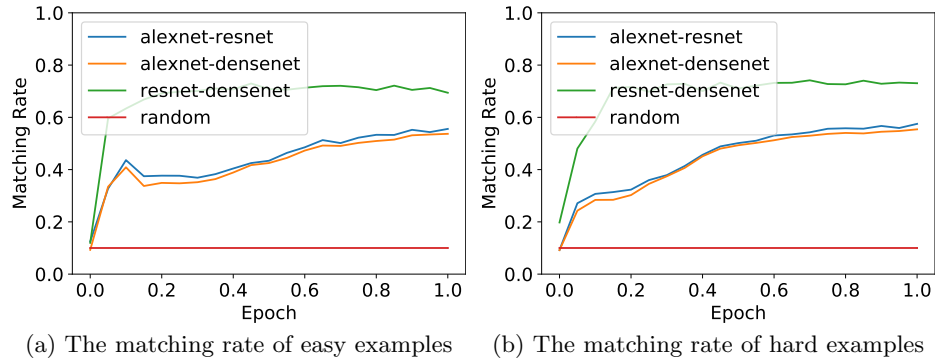 1.0
0.8
0.6
0.4
0.2
0.0
Matching Rate
alexnet-resnet
alexnet-densenet
resnet-densenet
random
0.0 0.2 0.4 0.6 0.8 1.0
Epoch
(a) The matching rate of easy examples
1.0
0.8
0.6
0.4
0.2
0.0
Matching Rate
alexnet-resnet
alexnet-densenet
resnet-densenet
random
0.0 0.2 0.4 0.6 0.8 1.0
Epoch
(b) The matching rate of hard examples